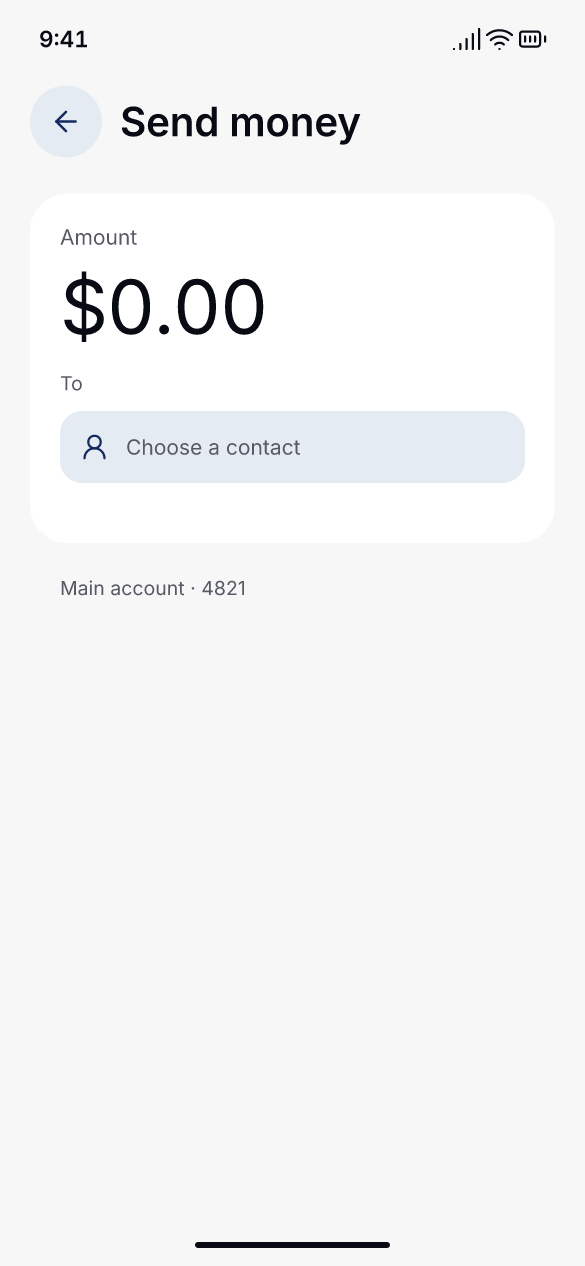 9:41
Send money
Amount
$0.00
To
Choose a contact
Main account · 4821